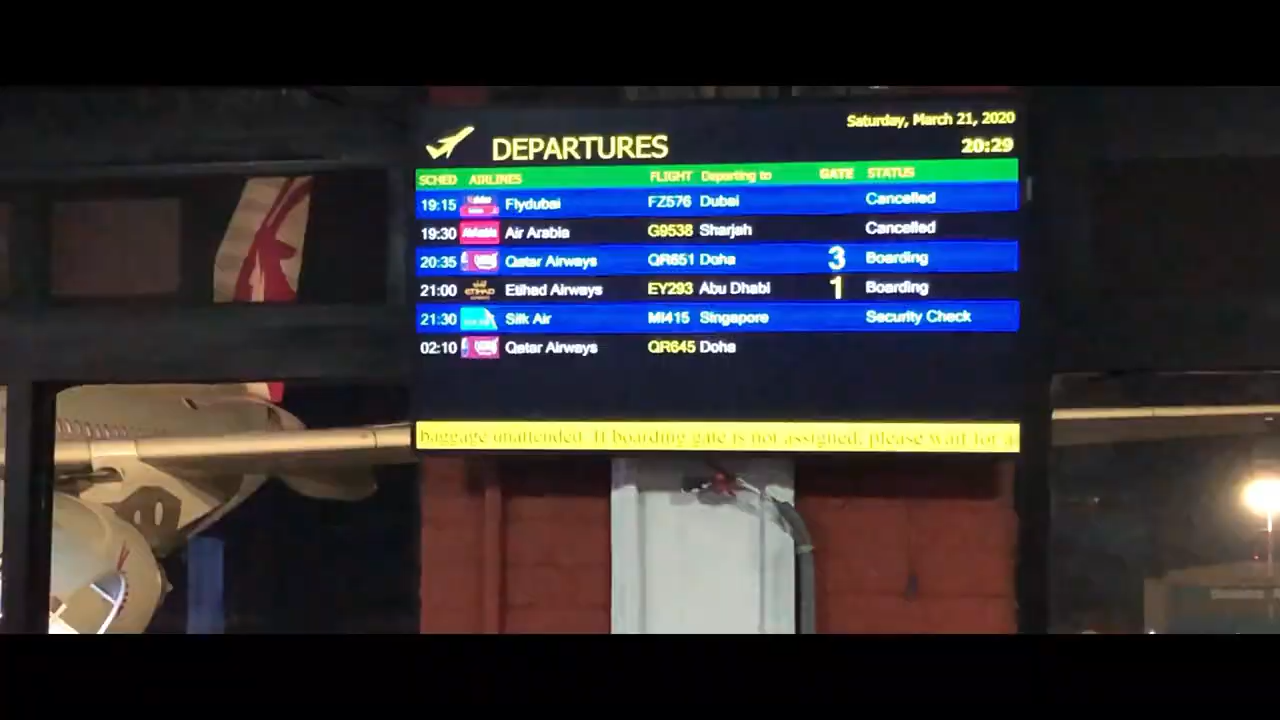 Saturday, March 21, 2020
DEPARTURES 20:29
SCHED AIRLINES FLIGHT Departing to GATE STATUS
19:15 Flydubai FZ576 Dubai Cancelled
19:30 Air Arabia G9538 Sharjah Cancelled
20:35 Qatar Airways QR651 Doha 3 Boarding
21:00 ETIHAD Etihad Airways EY293 Abu Dhabi 1 Boarding
21:30 Silk Air MI415 Singapore Security Check
02:10 Qatar Airways QR645 Doha
baggage unattended. If boarding gate is not assigned, please wait for a